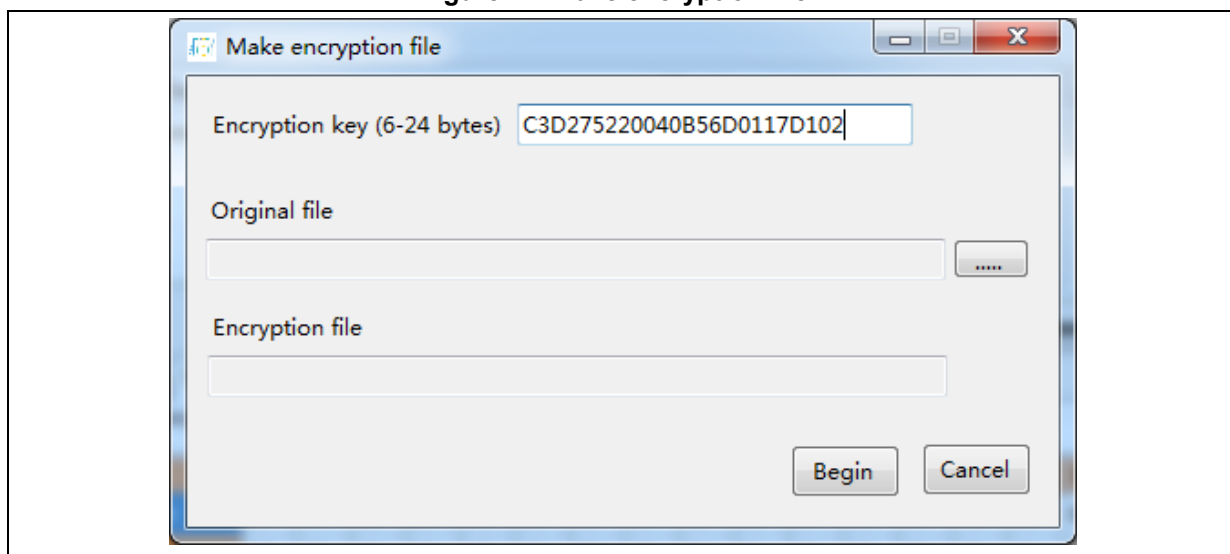 Make encryption file
Encryption key (6-24 bytes) C3D275220040B56D0117D102
Original file
.....
Encryption file
Begin Cancel